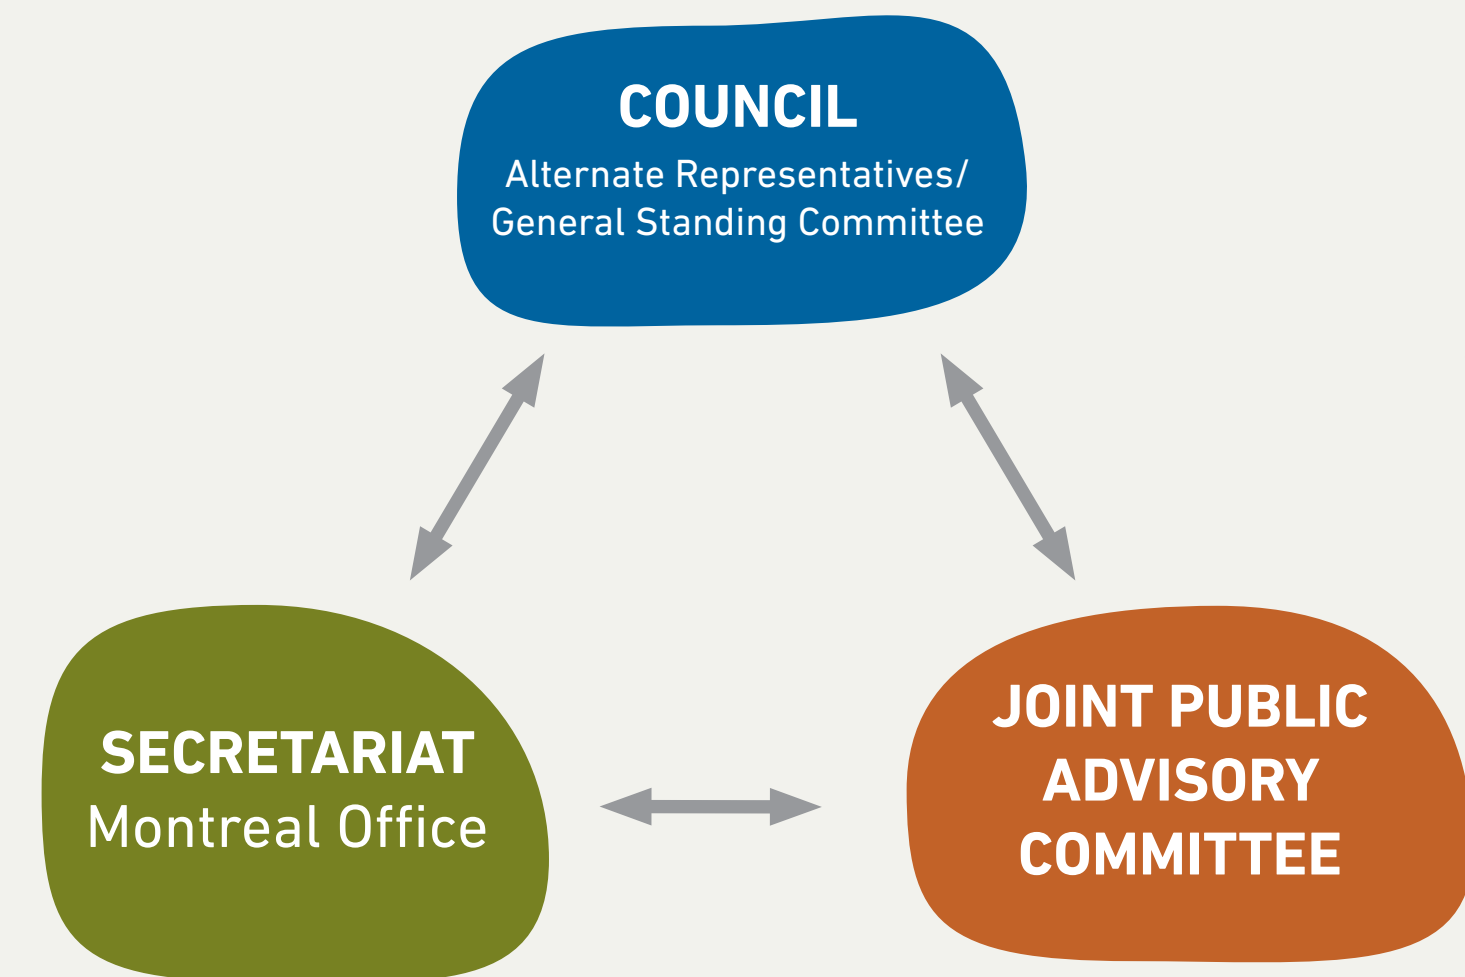 COUNCIL
Alternate Representatives/
General Standing Committee
SECRETARIAT
Montreal Office
JOINT PUBLIC
ADVISORY
COMMITTEE